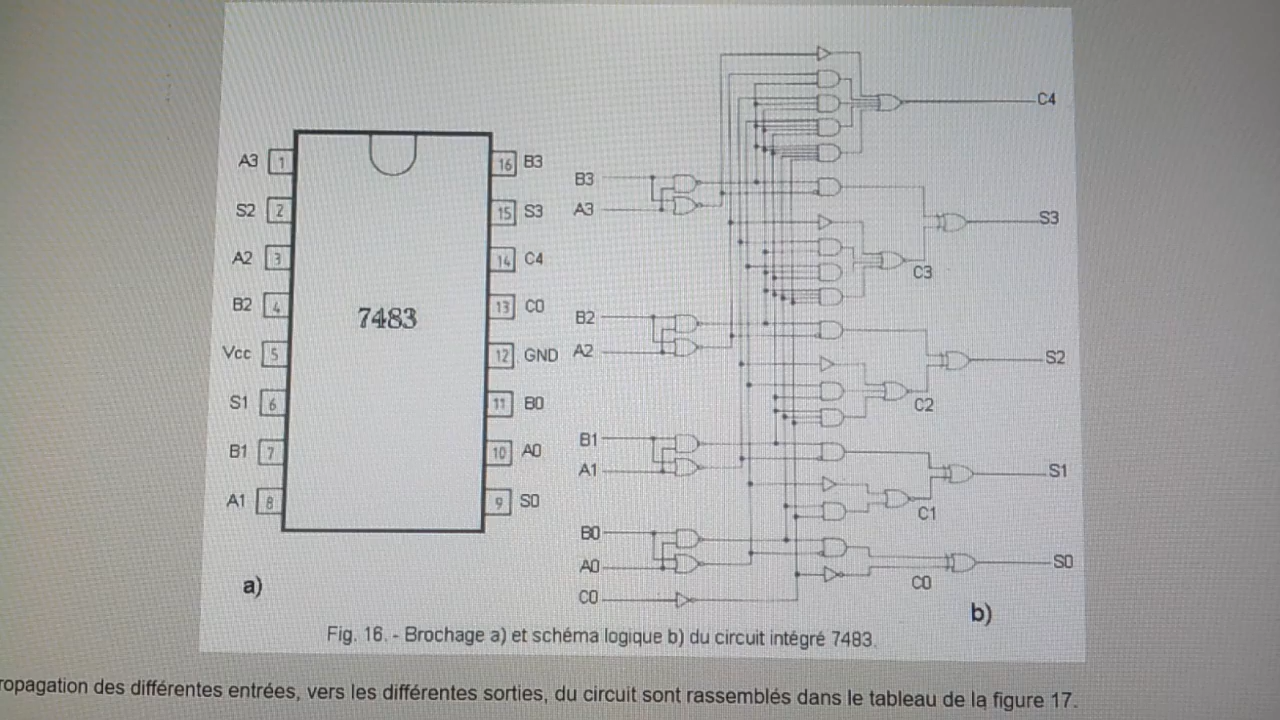 A3 1
S2 2
A2 3
B2 4
Vcc 5
S1 6
B1 7
A1 8
7483
16 B3
15 S3
14 C4
13 C0
12 GND
11 B0
10 A0
9 S0
a)
B3
A3
B2
A2
B1
A1
B0
A0
C0
C4
S3
C3
S2
C2
S1
C1
S0
C0
b)
Fig. 16. - Brochage a) et schéma logique b) du circuit intégré 7483.
ropagation des différentes entrées, vers les différentes sorties, du circuit sont rassemblés dans le tableau de la figure 17.